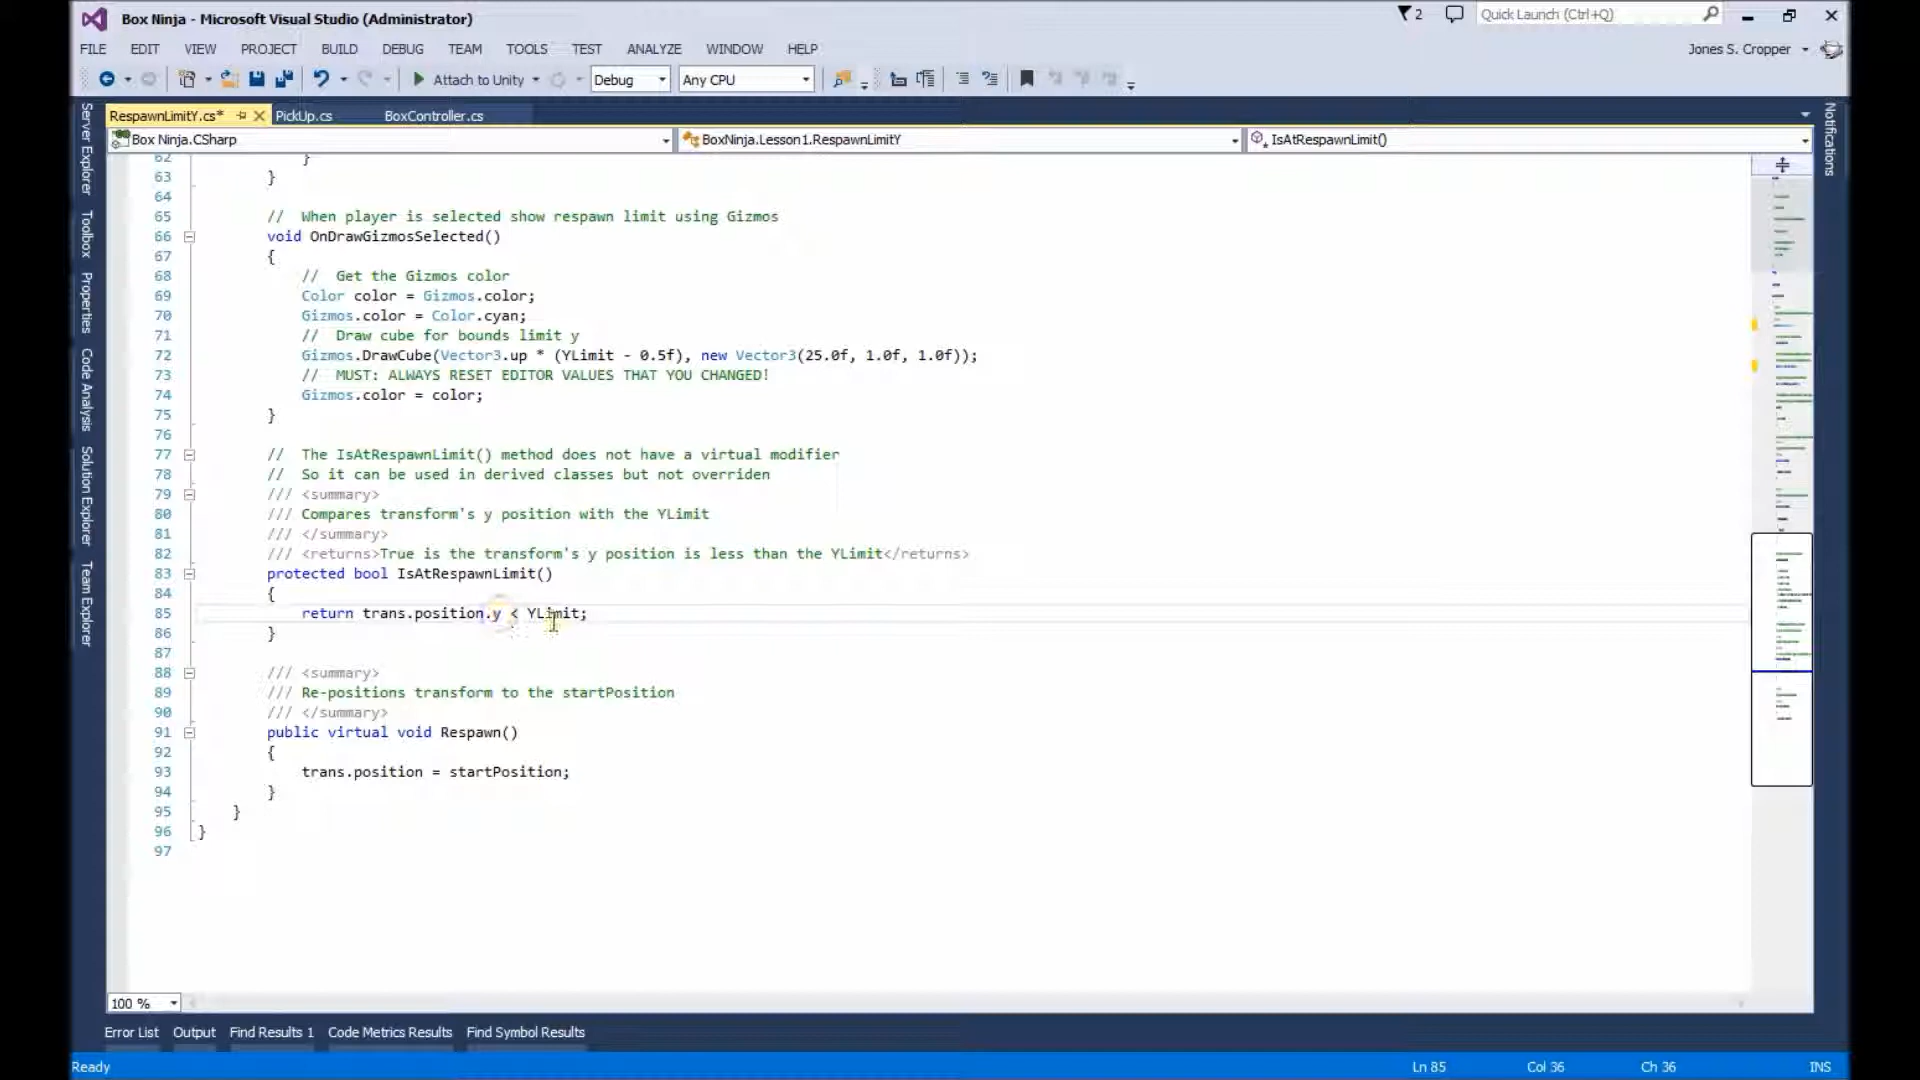 Box Ninja - Microsoft Visual Studio (Administrator)
2
Quick Launch (Ctrl+Q)
FILE EDIT VIEW PROJECT BUILD DEBUG TEAM TOOLS TEST ANALYZE WINDOW HELP
Jones S. Cropper
Attach to Unity
Debug
Any CPU
RespawnLimitY.cs*
PickUp.cs
BoxController.cs
Box Ninja.CSharp
BoxNinja.Lesson1.RespawnLimitY
IsAtRespawnLimit()
Server Explorer
Toolbox
Properties
Code Analysis
Solution Explorer
Team Explorer
Notifications
62 }
63 }
64
65 // When player is selected show respawn limit using Gizmos
66 void OnDrawGizmosSelected()
67 {
68 // Get the Gizmos color
69 Color color = Gizmos.color;
70 Gizmos.color = Color.cyan;
71 // Draw cube for bounds limit y
72 Gizmos.DrawCube(Vector3.up * (YLimit - 0.5f), new Vector3(25.0f, 1.0f, 1.0f));
73 // MUST: ALWAYS RESET EDITOR VALUES THAT YOU CHANGED!
74 Gizmos.color = color;
75 }
76
77 // The IsAtRespawnLimit() method does not have a virtual modifier
78 // So it can be used in derived classes but not overriden
79 /// <summary>
80 /// Compares transform's y position with the YLimit
81 /// </summary>
82 /// <returns>True is the transform's y position is less than the YLimit</returns>
83 protected bool IsAtRespawnLimit()
84 {
85 return trans.position.y < YLimit;
86 }
87
88 /// <summary>
89 /// Re-positions transform to the startPosition
90 /// </summary>
91 public virtual void Respawn()
92 {
93 trans.position = startPosition;
94 }
95 }
96 }
97
100 %
Error List Output Find Results 1 Code Metrics Results Find Symbol Results
Ready
Ln 85
Col 36
Ch 36
INS